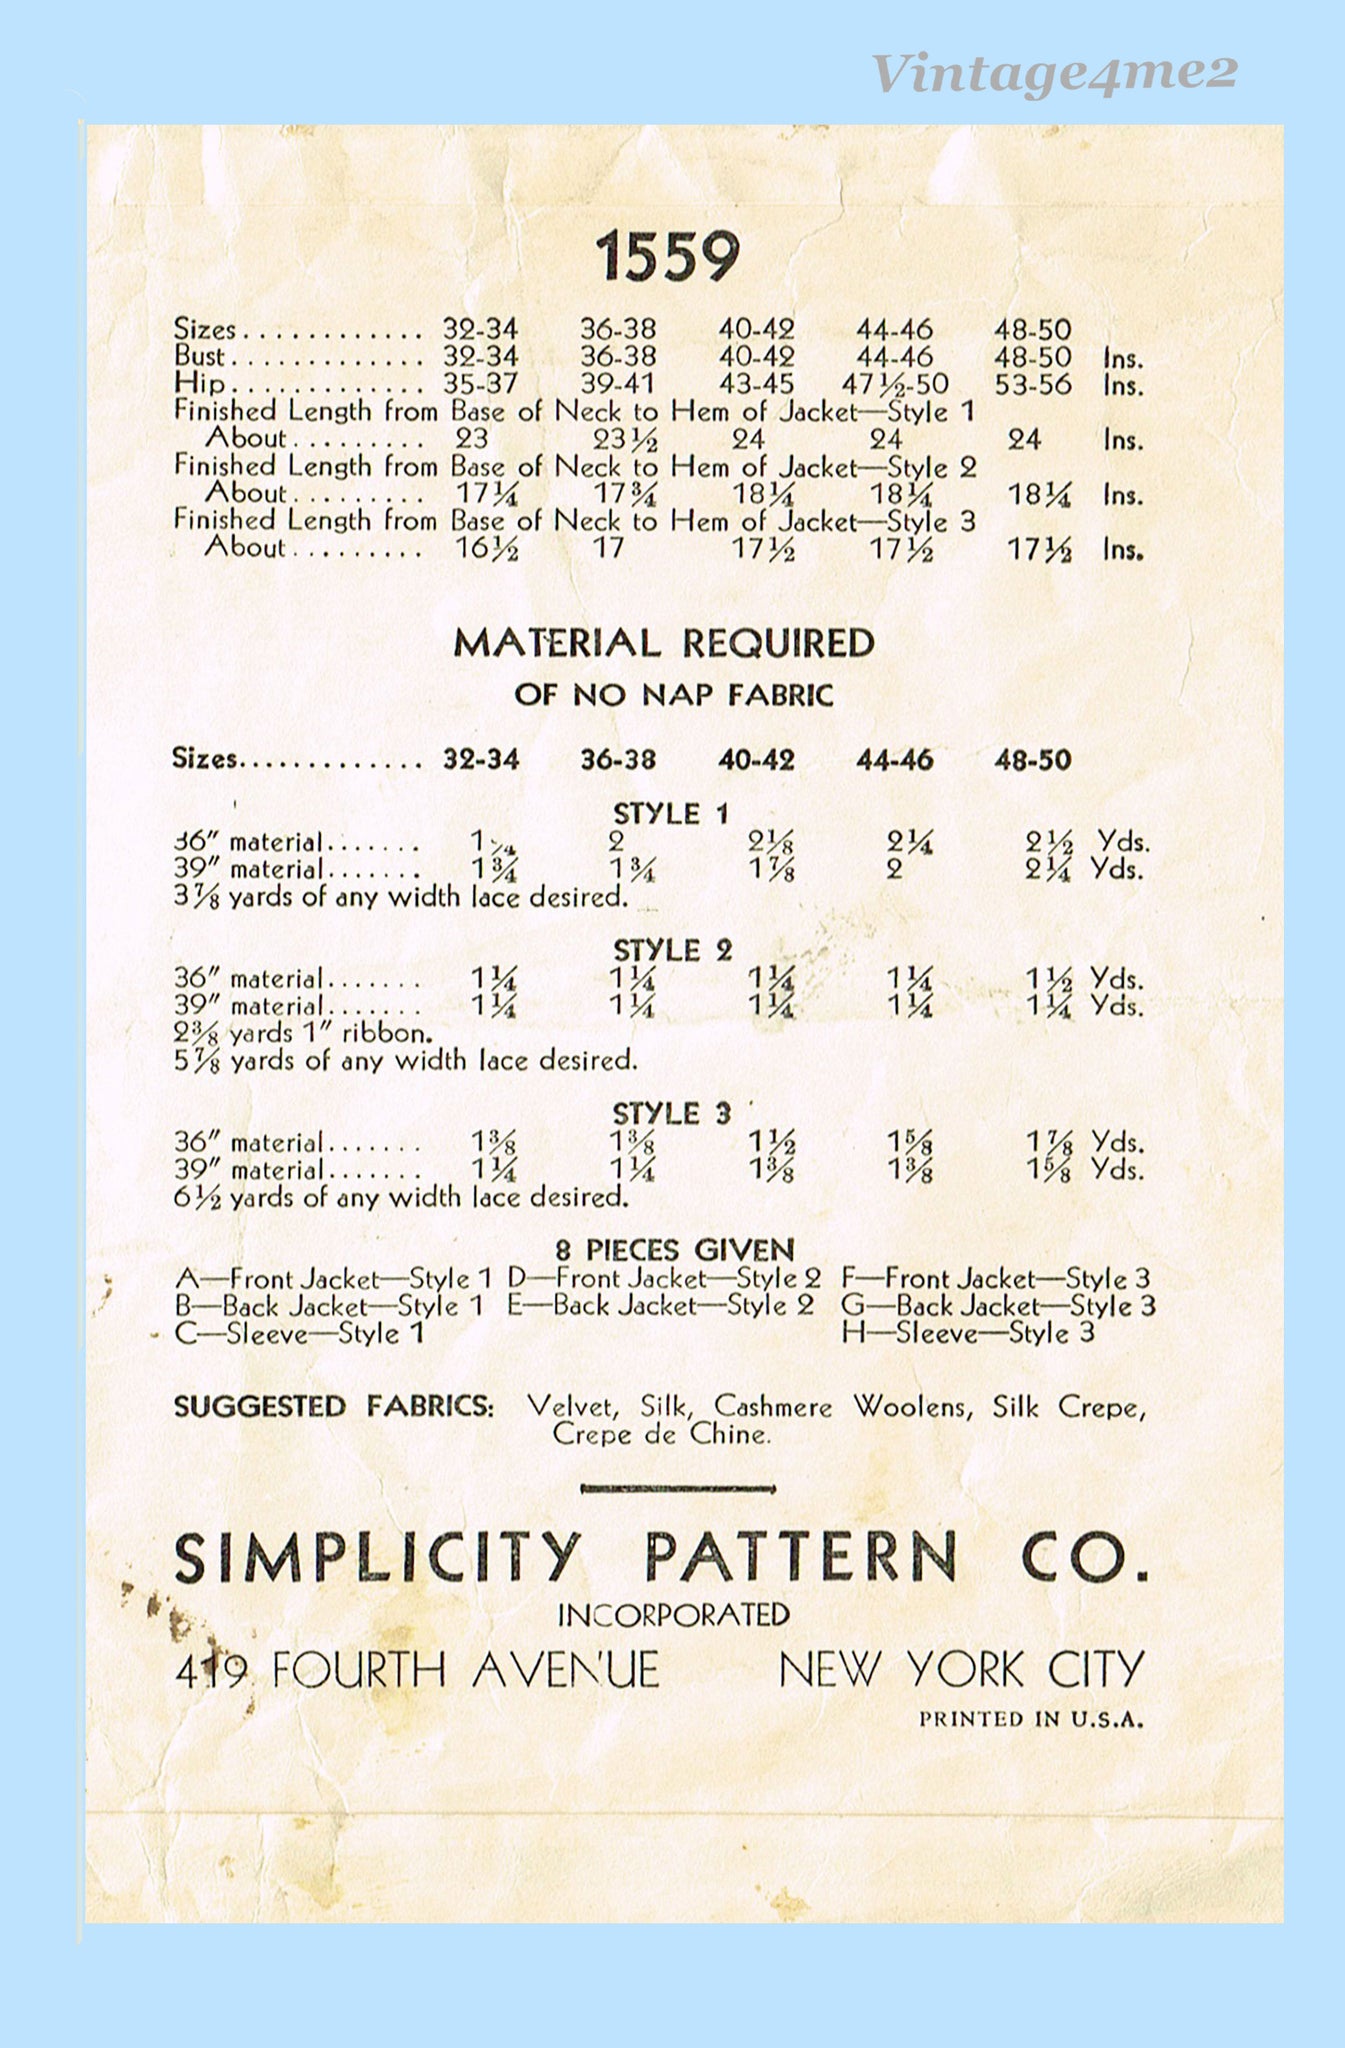 Vintage4me2
1559
Sizes............. 32-34 36-38 40-42 44-46 48-50
Bust.............. 32-34 36-38 40-42 44-46 48-50 Ins.
Hip.............. 35-37 39-41 43-45 47½-50 53-56 Ins.
Finished Length from Base of Neck to Hem of Jacket—Style 1
About......... 23 23½ 24 24 24 Ins.
Finished Length from Base of Neck to Hem of Jacket—Style 2
About......... 17¼ 17¾ 18¼ 18¼ 18¼ Ins.
Finished Length from Base of Neck to Hem of Jacket—Style 3
About......... 16½ 17 17½ 17½ 17½ Ins.
MATERIAL REQUIRED
OF NO NAP FABRIC
Sizes............. 32-34 36-38 40-42 44-46 48-50
STYLE 1
36" material....... 2 2⅛ 2¼ 2½ Yds.
39" material....... 1¾ 1¾ 1⅞ 2 2¼ Yds.
3⅞ yards of any width lace desired.
STYLE 2
36" material....... 1¼ 1¼ 1¼ 1¼ 1½ Yds.
39" material....... 1¼ 1¼ 1¼ 1¼ 1¼ Yds.
2⅜ yards 1" ribbon.
5⅞ yards of any width lace desired.
STYLE 3
36" material....... 1⅜ 1⅜ 1½ 1⅝ 1⅞ Yds.
39" material....... 1¼ 1¼ 1⅜ 1⅜ 1⅝ Yds.
6½ yards of any width lace desired.
8 PIECES GIVEN
A—Front Jacket—Style 1 D—Front Jacket—Style 2 F—Front Jacket—Style 3
B—Back Jacket—Style 1 E—Back Jacket—Style 2 G—Back Jacket—Style 3
C—Sleeve—Style 1 H—Sleeve—Style 3
SUGGESTED FABRICS: Velvet, Silk, Cashmere Woolens, Silk Crepe,
Crepe de Chine.
SIMPLICITY PATTERN CO.
INCORPORATED
419 FOURTH AVENUE NEW YORK CITY
PRINTED IN U.S.A.